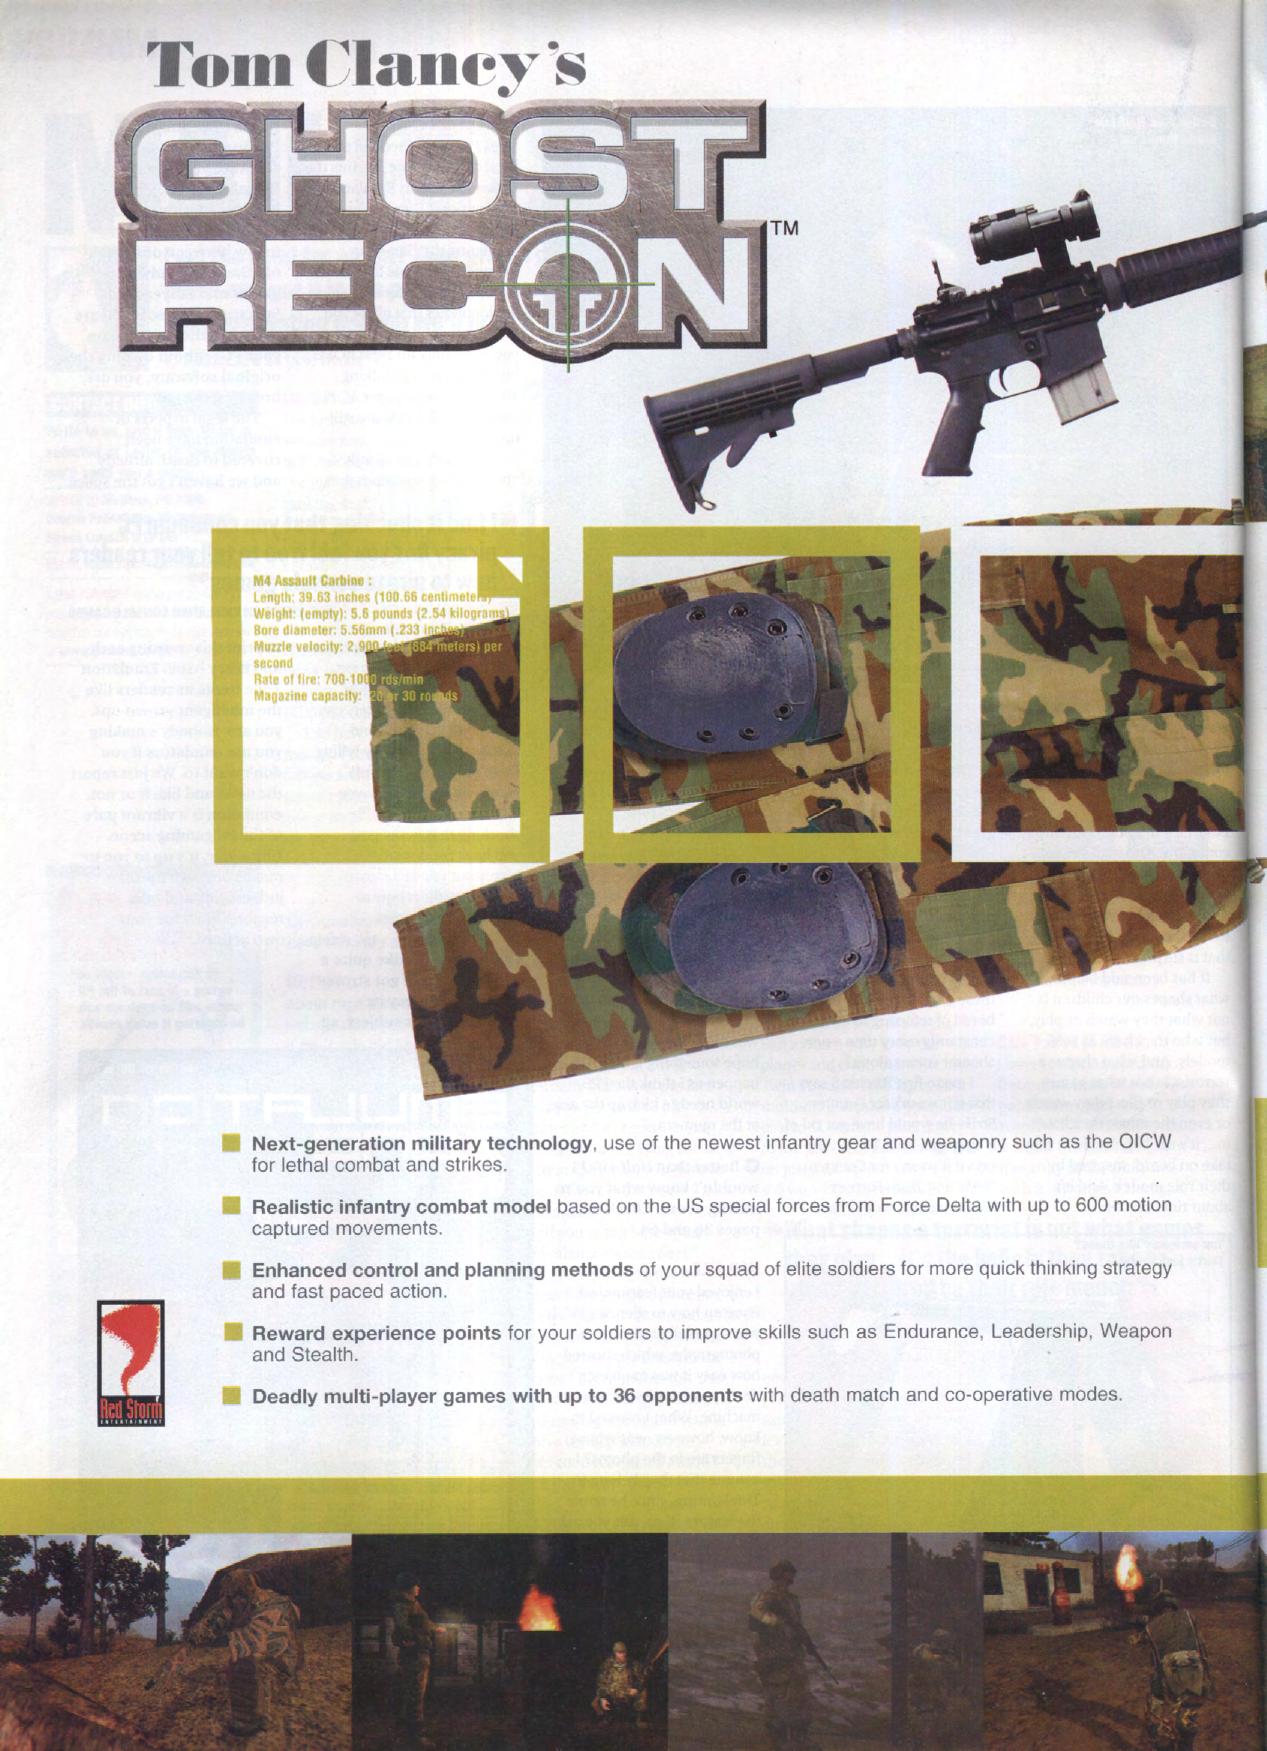 Tom Clancy's
GHOST
RECON
TM
M4 Assault Carbine :
Length: 39.63 inches (100.66 centimeters)
Weight: (empty): 5.6 pounds (2.54 kilograms)
Bore diameter: 5.56mm (.233 inches)
Muzzle velocity: 2,900 feet (884 meters) per
second
Rate of fire: 700-1000 rds/min
Magazine capacity: 20 or 30 rounds
Next-generation military technology, use of the newest infantry gear and weaponry such as the OICW
for lethal combat and strikes.
Realistic infantry combat model based on the US special forces from Force Delta with up to 600 motion
captured movements.
Enhanced control and planning methods of your squad of elite soldiers for more quick thinking strategy
and fast paced action.
Reward experience points for your soldiers to improve skills such as Endurance, Leadership, Weapon
and Stealth.
Deadly multi-player games with up to 36 opponents with death match and co-operative modes.
Red Storm
ENTERTAINMENT